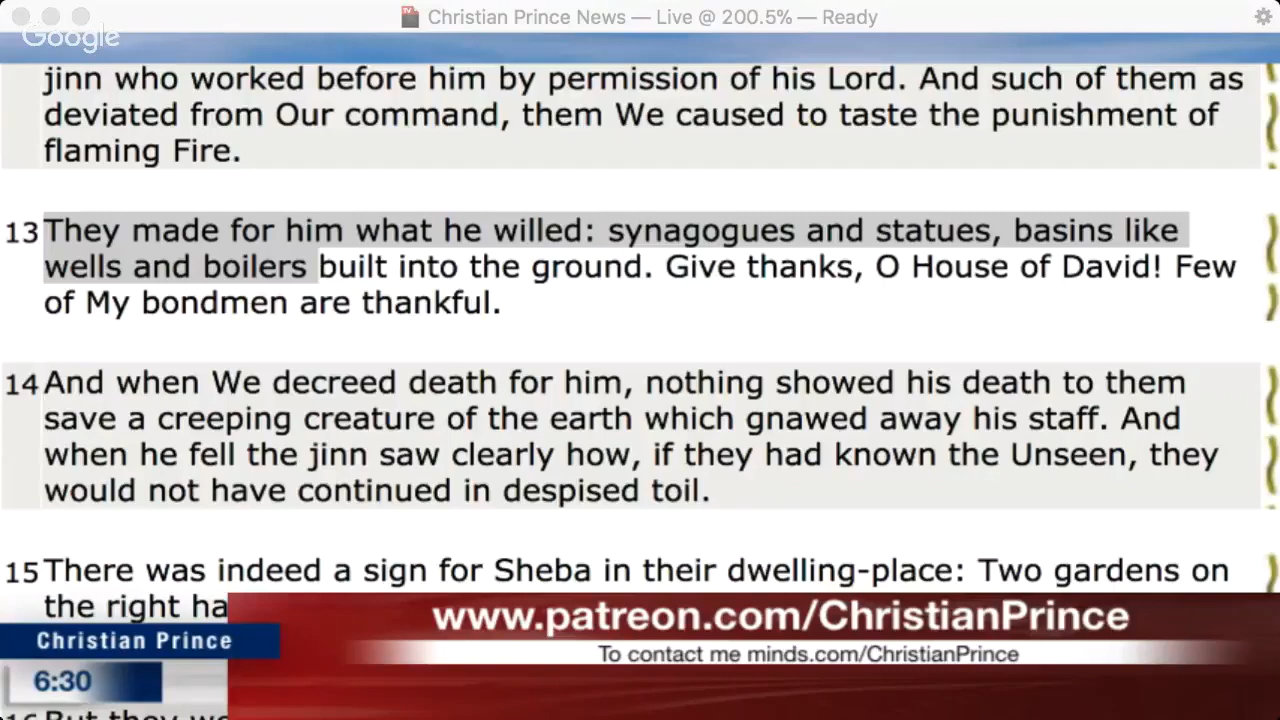 Christian Prince News — Live @ 200.5% — Ready
Google
jinn who worked before him by permission of his Lord. And such of them as
deviated from Our command, them We caused to taste the punishment of
flaming Fire.
13 They made for him what he willed: synagogues and statues, basins like
wells and boilers built into the ground. Give thanks, O House of David! Few
of My bondmen are thankful.
14 And when We decreed death for him, nothing showed his death to them
save a creeping creature of the earth which gnawed away his staff. And
when he fell the jinn saw clearly how, if they had known the Unseen, they
would not have continued in despised toil.
15 There was indeed a sign for Sheba in their dwelling-place: Two gardens on
the right ha
www.patreon.com/ChristianPrince
Christian Prince
To contact me minds.com/ChristianPrince
6:30